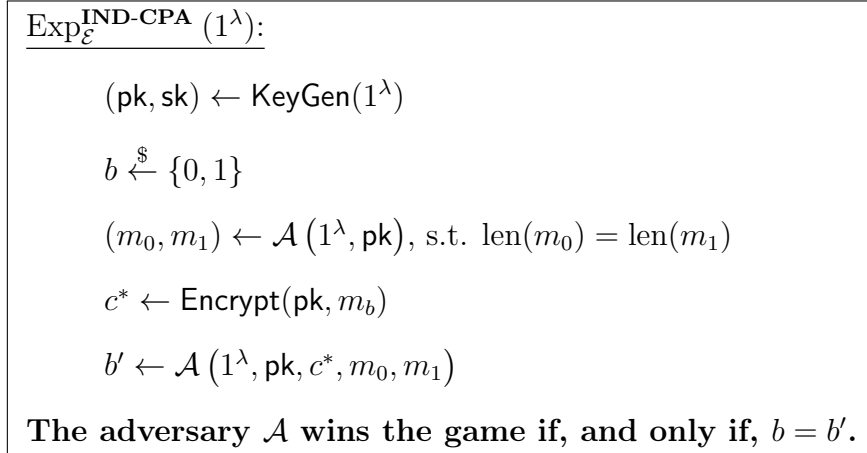 Exp_ℰ^IND-CPA (1^λ):
(pk, sk) ← KeyGen(1^λ)
b ←^$ {0, 1}
(m_0, m_1) ← 𝒜 (1^λ, pk), s.t. len(m_0) = len(m_1)
c* ← Encrypt(pk, m_b)
b′ ← 𝒜 (1^λ, pk, c*, m_0, m_1)
The adversary 𝒜 wins the game if, and only if, b = b′.